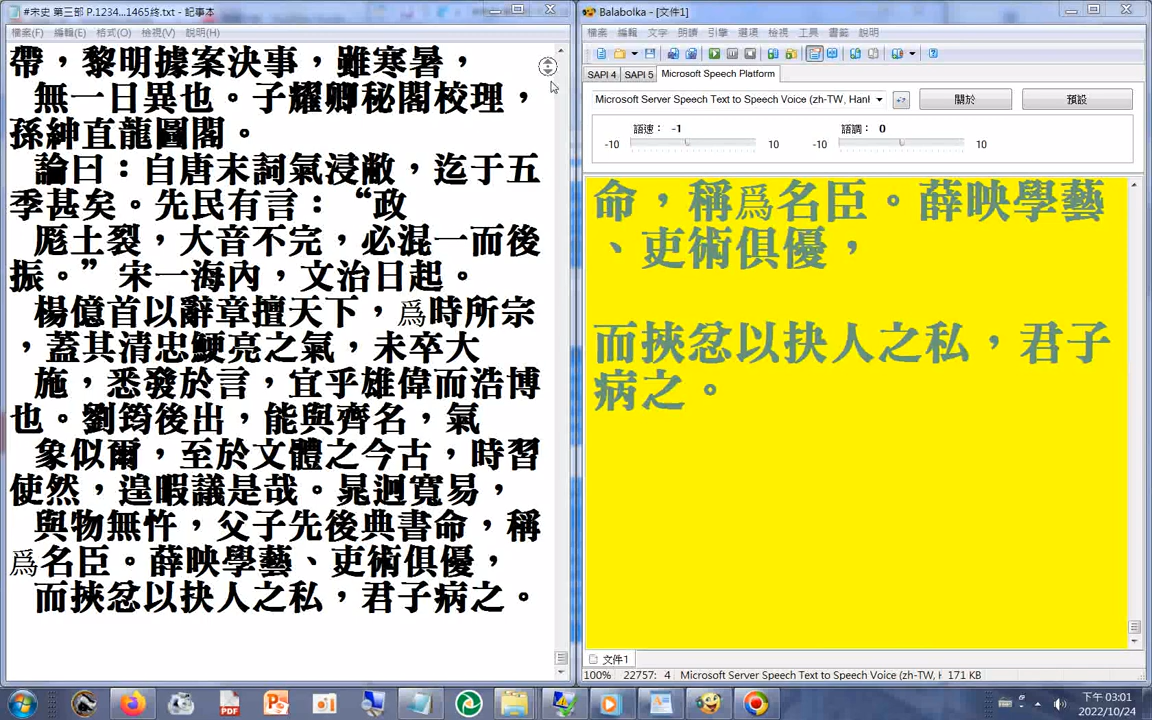 #宋史 第三部 P.1234...1465終.txt - 記事本
檔案(F) 編輯(E) 格式(O) 檢視(V) 說明(H)
帶，黎明據案決事，雖寒暑，
無一日異也。子耀卿秘閣校理，
孫紳直龍圖閣。
論曰：自唐末詞氣浸敝，迄于五
季甚矣。先民有言：“政
厖土裂，大音不完，必混一而後
振。”宋一海內，文治日起。
楊億首以辭章擅天下，爲時所宗
，蓋其清忠鯁亮之氣，未卒大
施，悉發於言，宜乎雄偉而浩博
也。劉筠後出，能與齊名，氣
象似爾，至於文體之今古，時習
使然，遑暇議是哉。晁迥寬易，
與物無忤，父子先後典書命，稱
爲名臣。薛映學藝、吏術俱優，
而挾忿以抉人之私，君子病之。
Balabolka - [文件1]
檔案 編輯 文字 朗讀 引擎 選項 檢視 工具 書籤 說明
SAPI 4 SAPI 5 Microsoft Speech Platform
Microsoft Server Speech Text to Speech Voice (zh-TW, Hanl
關於 預設
語速： -1 語調： 0
-10 10 -10 10
命，稱爲名臣。薛映學藝
、吏術俱優，
而挾忿以抉人之私，君子
病之。
文件1
100% 22757: 4 Microsoft Server Speech Text to Speech Voice (zh-TW, H 171 KB
下午 03:01
2022/10/24